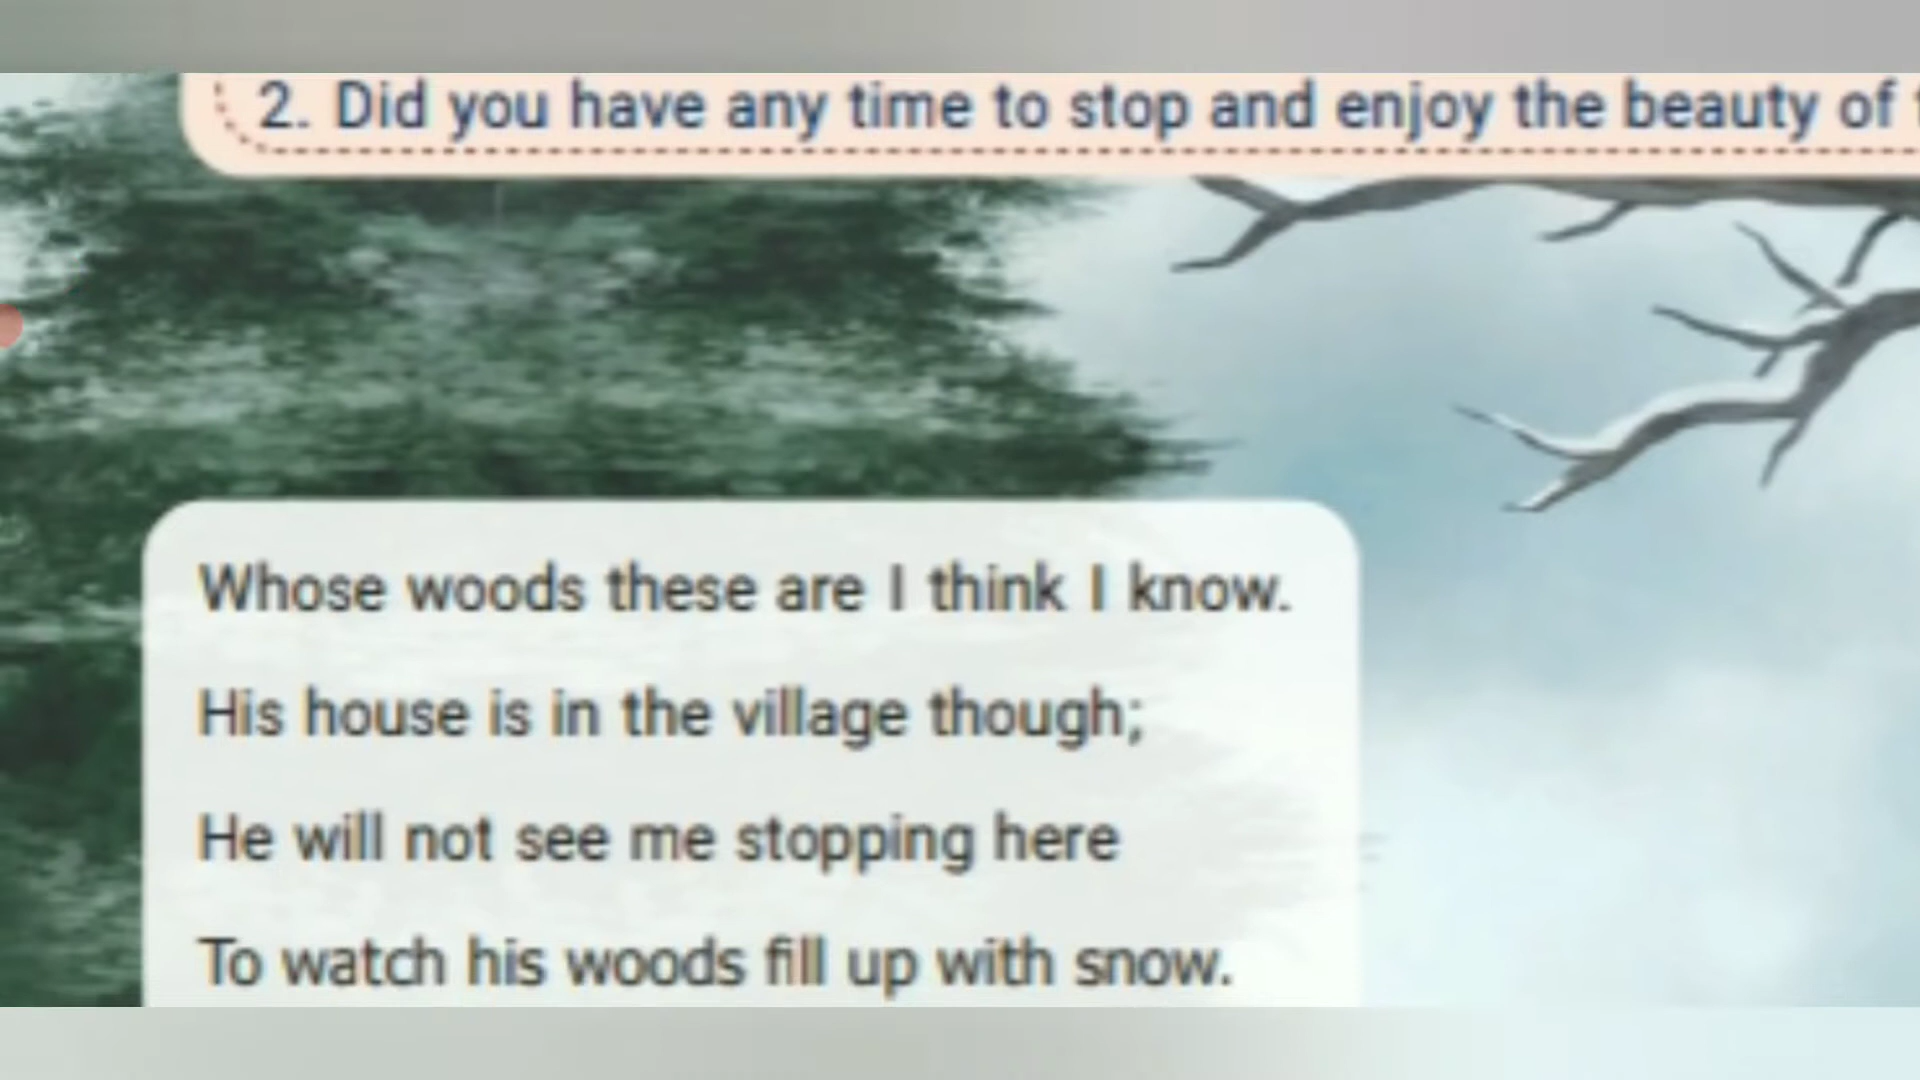 2. Did you have any time to stop and enjoy the beauty of
Whose woods these are I think I know.
His house is in the village though;
He will not see me stopping here
To watch his woods fill up with snow.